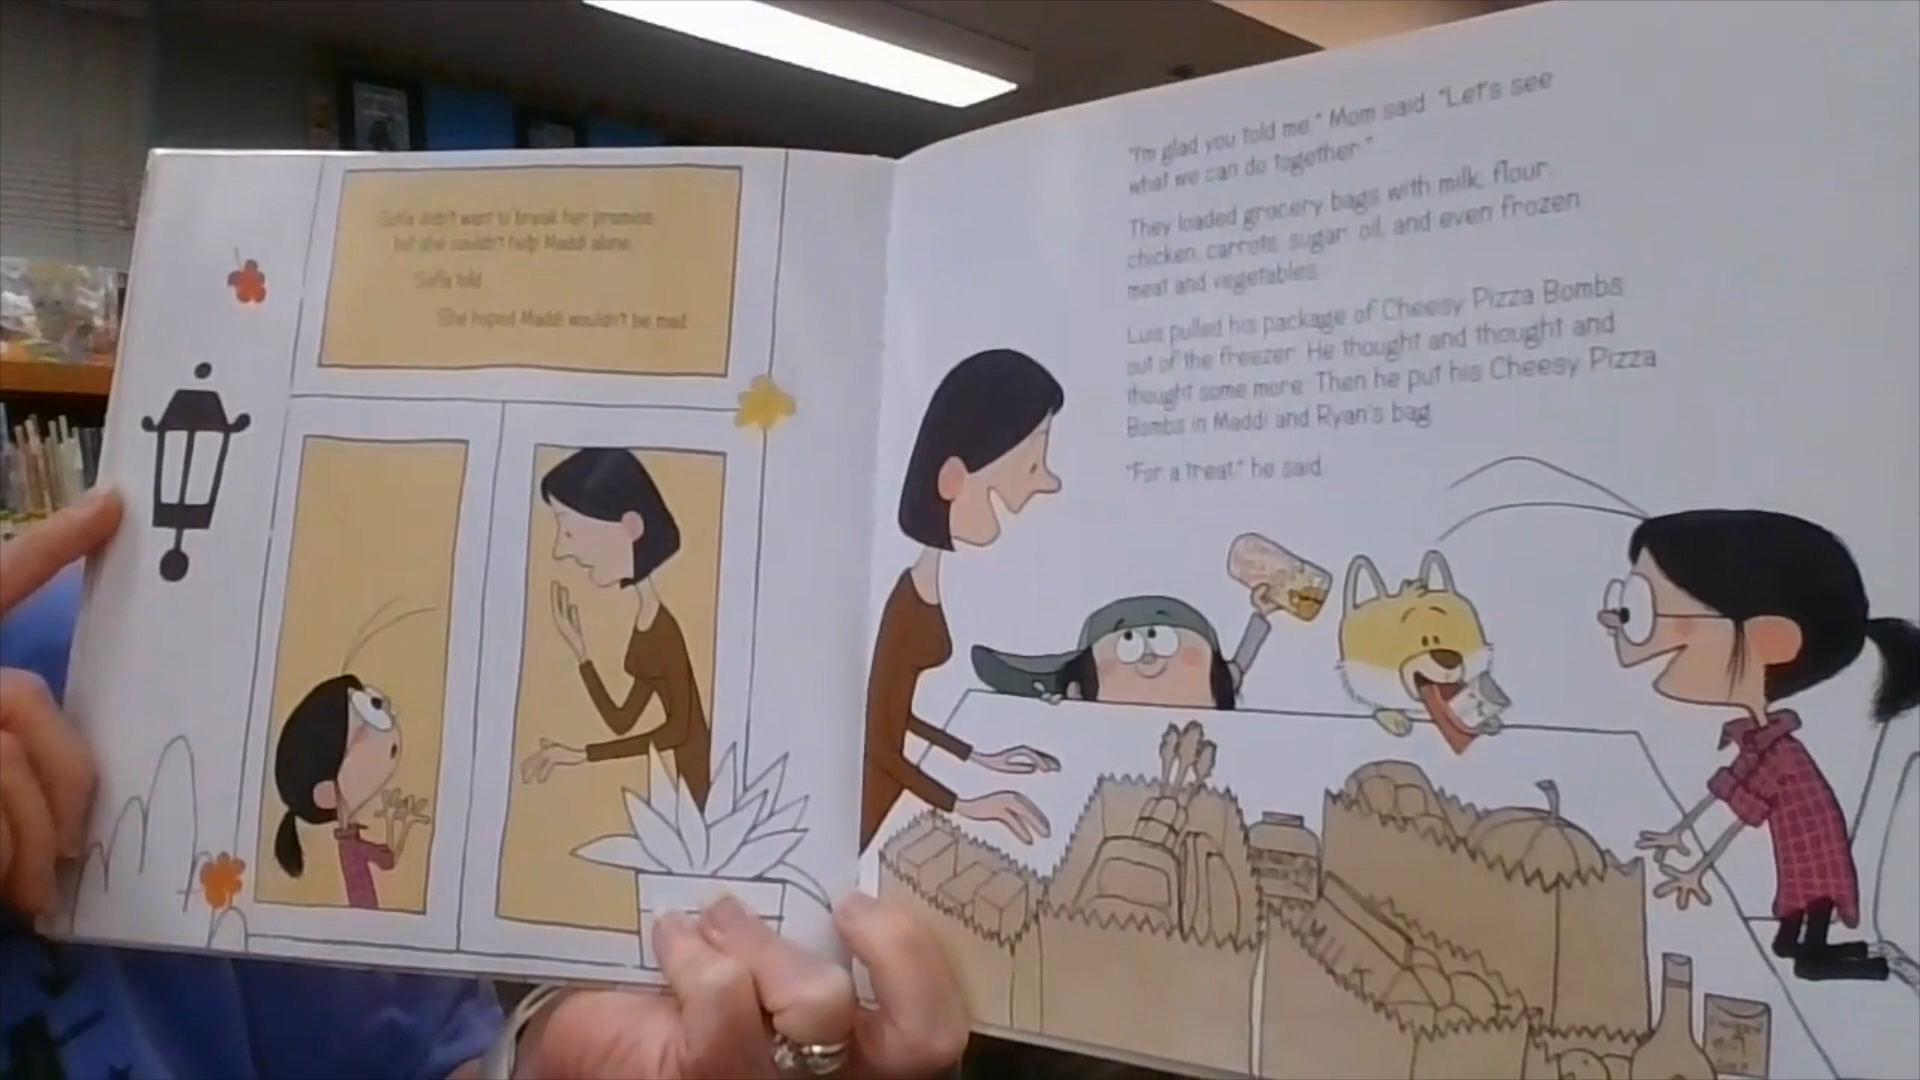 Sofia didn't want to break her promise,
but she couldn't help Maddi alone.
Sofia told.
She hoped Maddi wouldn't be mad.
"I'm glad you told me," Mom said. "Let's see
what we can do together."
They loaded grocery bags with milk, flour,
chicken, carrots, sugar, oil, and even frozen
meat and vegetables.
Luis pulled his package of Cheesy Pizza Bombs
out of the freezer. He thought and thought and
thought some more. Then he put his Cheesy Pizza
Bombs in Maddi and Ryan's bag.
"For a treat," he said.
MILK